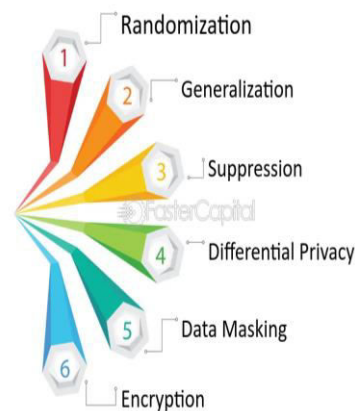 1
Randomization
2
Generalization
3
Suppression
FasterCapital
4
Differential Privacy
5
Data Masking
6
Encryption